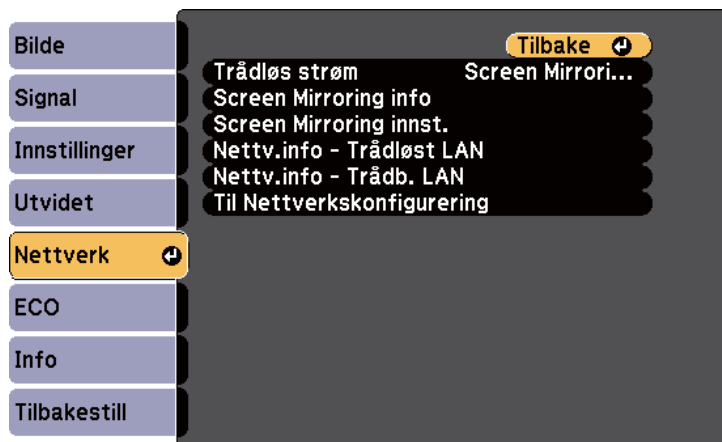 Bilde
Signal
Innstillinger
Utvidet
Nettverk
ECO
Info
Tilbakestill
Tilbake
Trådløs strøm Screen Mirrori...
Screen Mirroring info
Screen Mirroring innst.
Nettv.info - Trådløst LAN
Nettv.info - Trådb. LAN
Til Nettverkskonfigurering